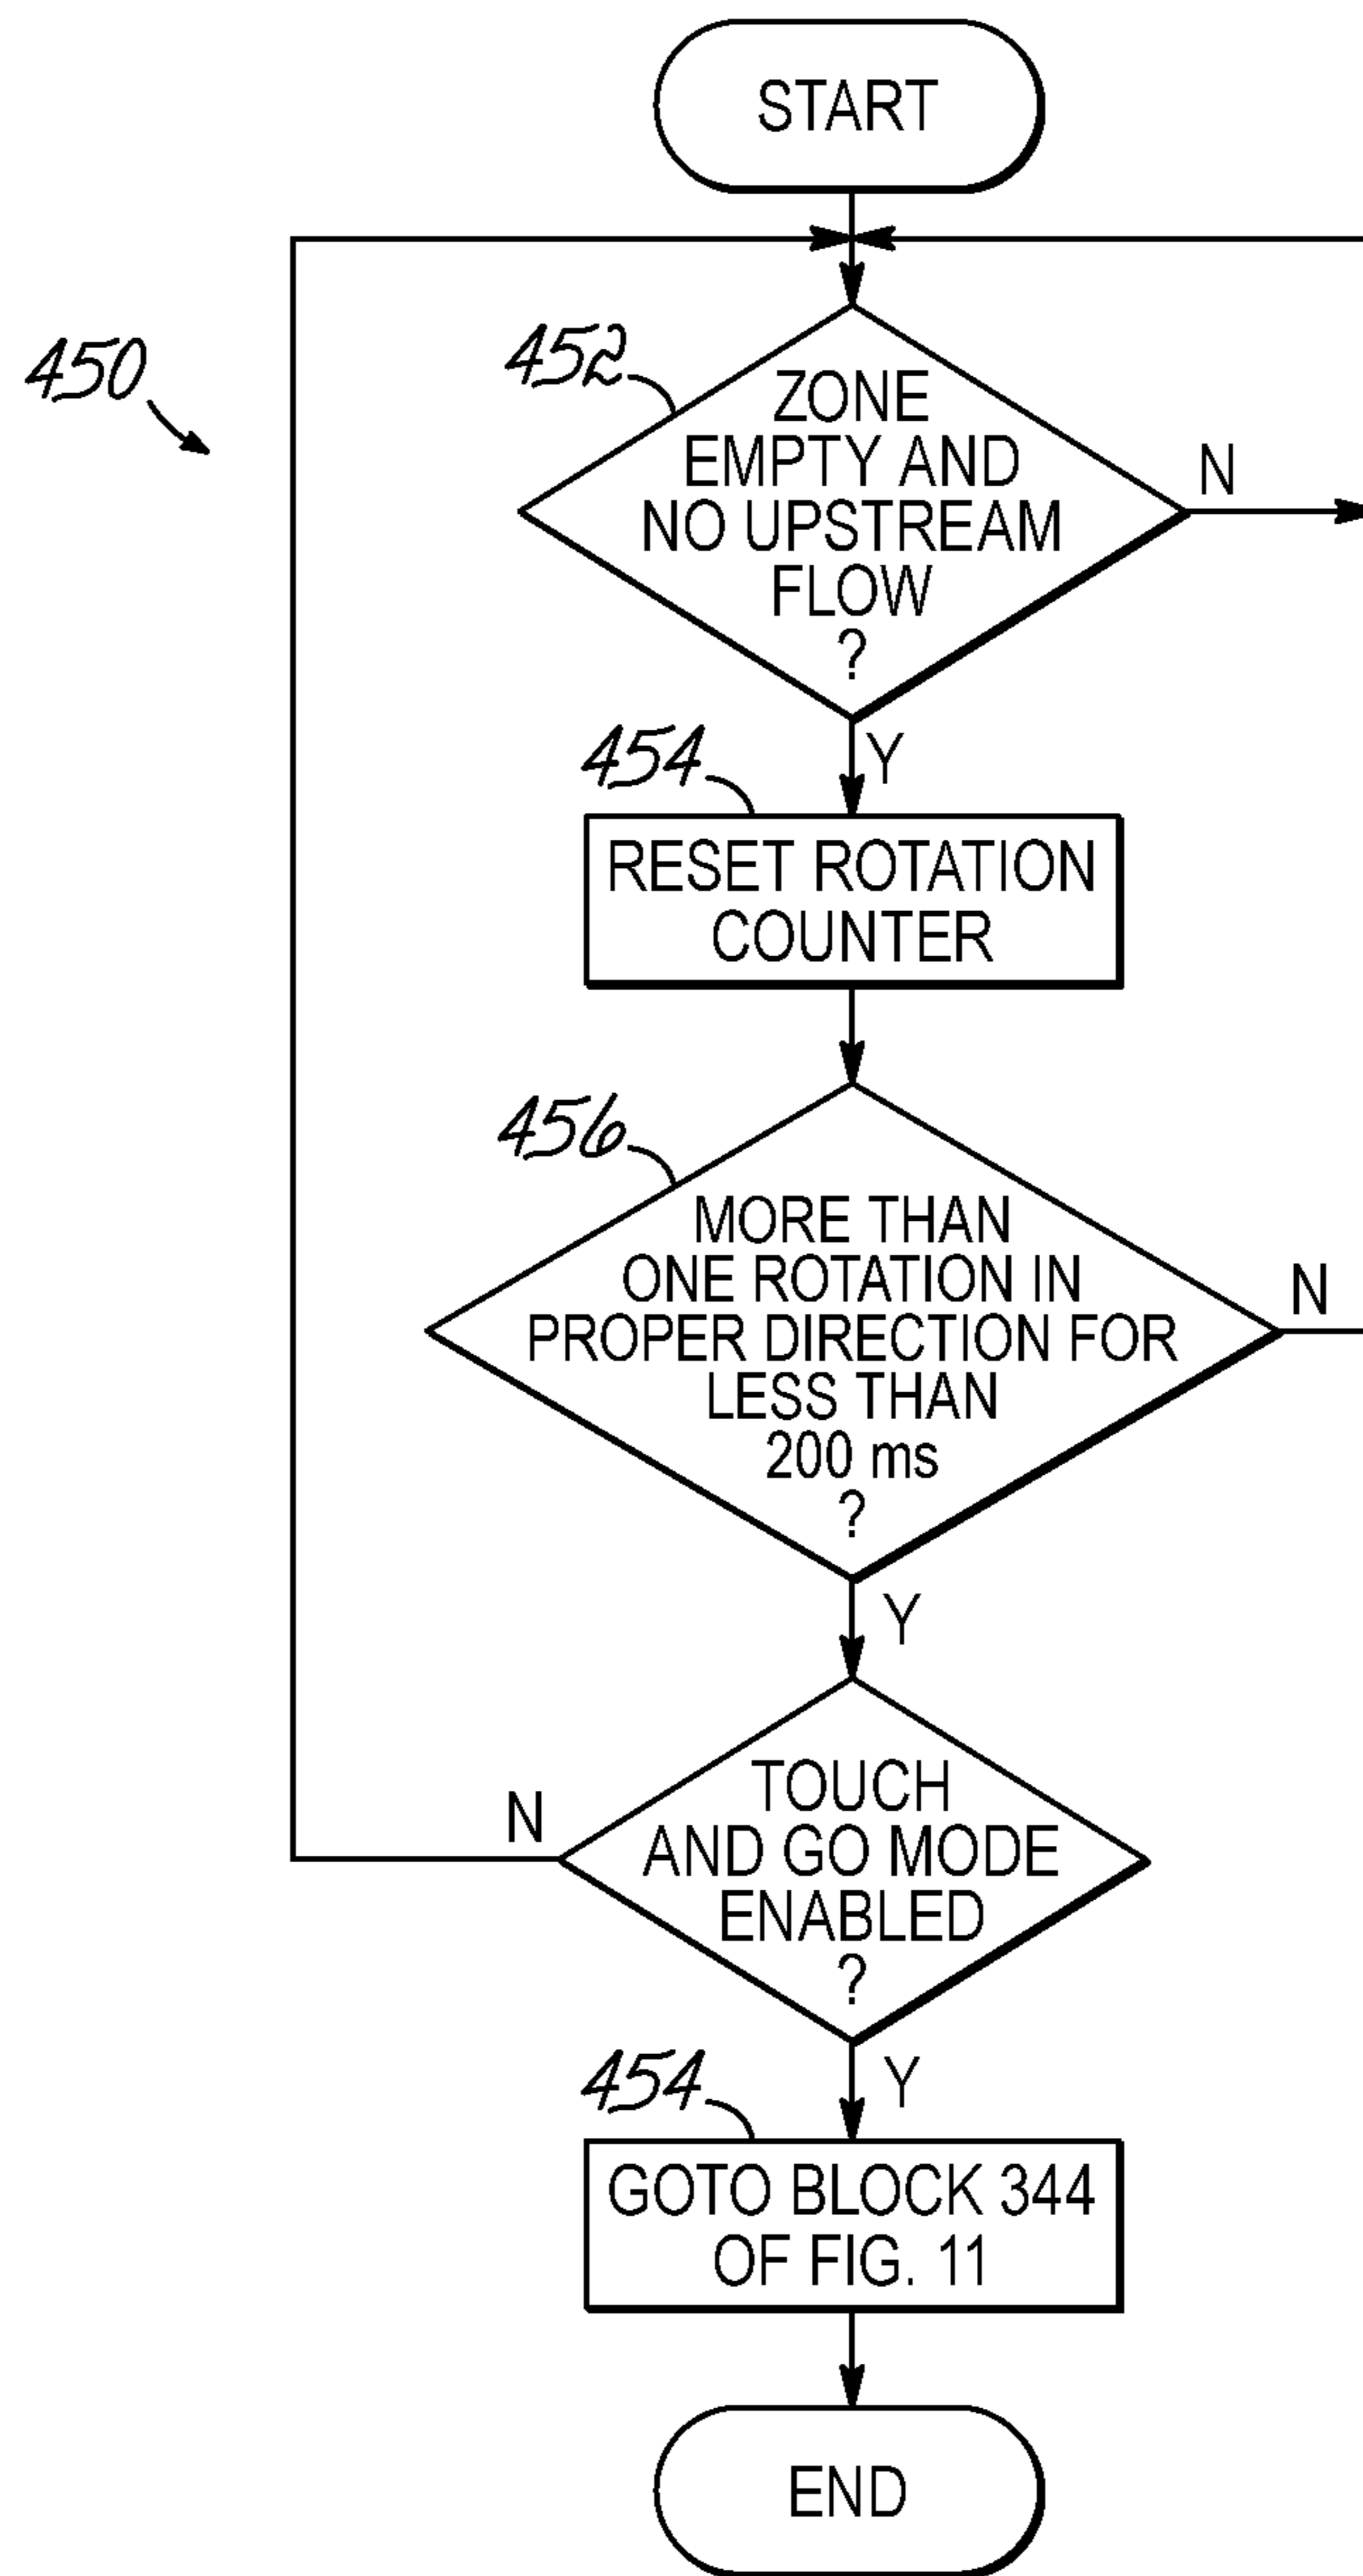 START
450
452
ZONE
EMPTY AND
NO UPSTREAM
FLOW
?
N
Y
454
RESET ROTATION
COUNTER
456
MORE THAN
ONE ROTATION IN
PROPER DIRECTION FOR
LESS THAN
200 ms
?
N
Y
TOUCH
AND GO MODE
ENABLED
?
N
Y
454
GOTO BLOCK 344
OF FIG. 11
END